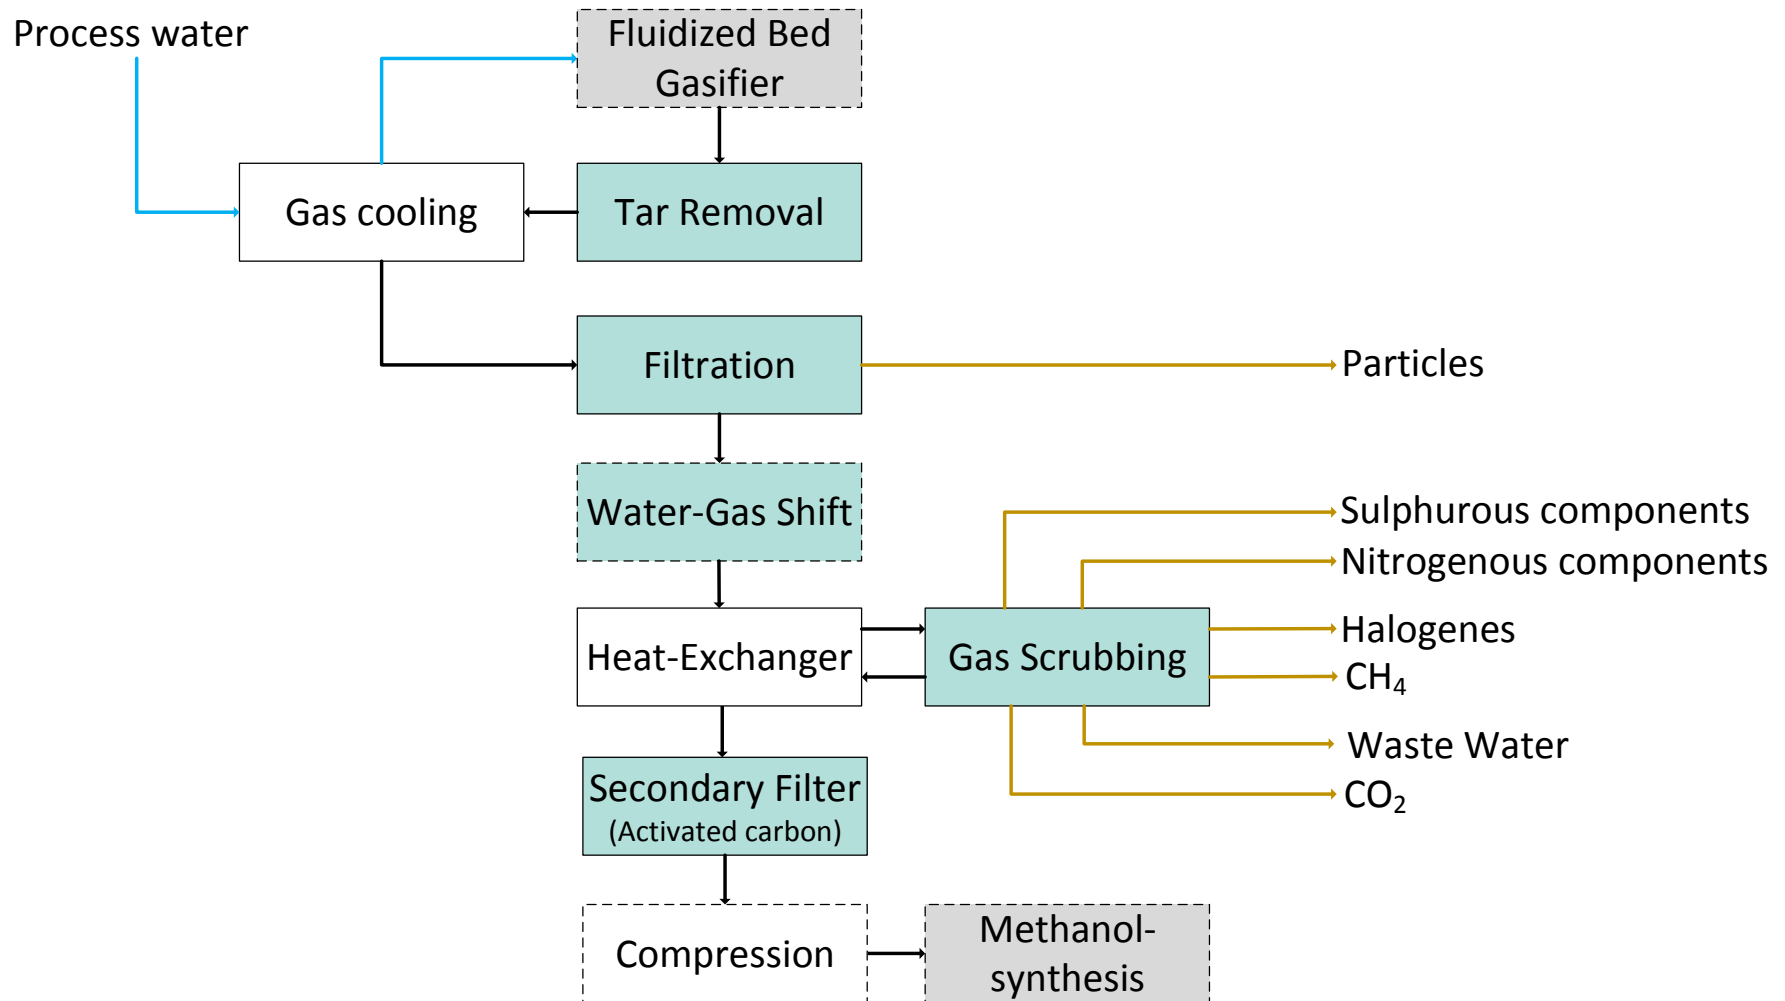 Process water
Fluidized Bed
Gasifier
Gas cooling
Tar Removal
Filtration
Particles
Water-Gas Shift
Sulphurous components
Nitrogenous components
Heat-Exchanger
Gas Scrubbing
Halogenes
CH₄
Waste Water
CO₂
Secondary Filter
(Activated carbon)
Compression
Methanol-
synthesis